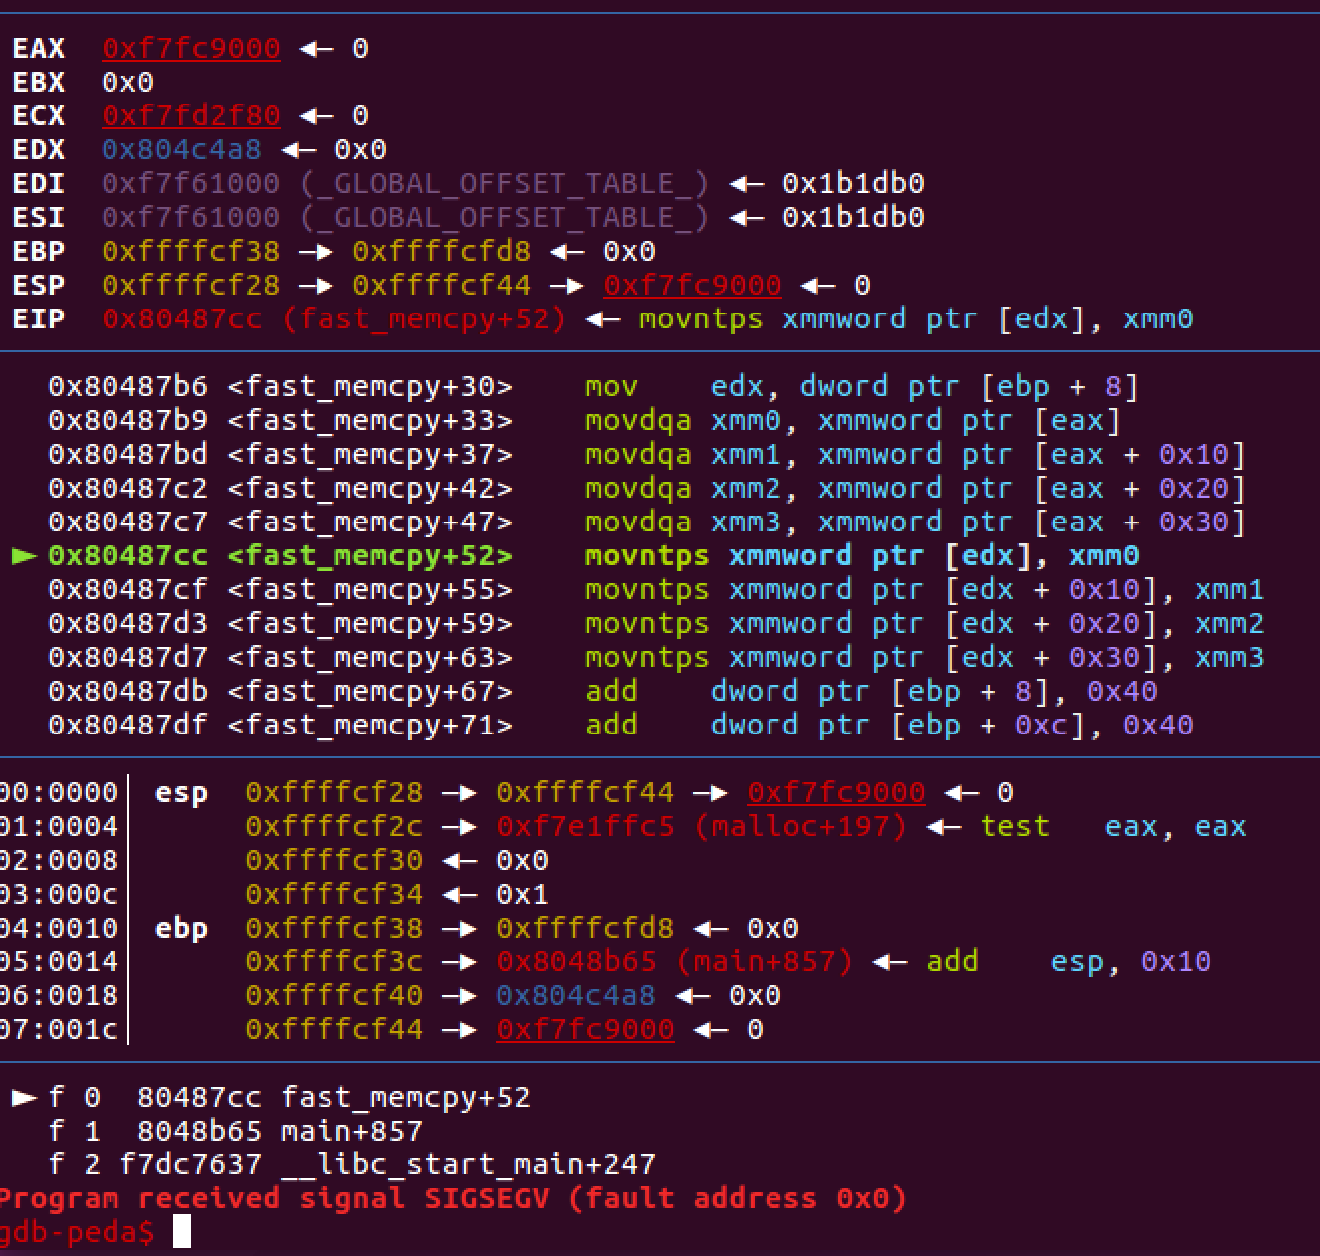 EAX 0xf7fc9000 ◂— 0
EBX 0x0
ECX 0xf7fd2f80 ◂— 0
EDX 0x804c4a8 ◂— 0x0
EDI 0xf7f61000 (_GLOBAL_OFFSET_TABLE_) ◂— 0x1b1db0
ESI 0xf7f61000 (_GLOBAL_OFFSET_TABLE_) ◂— 0x1b1db0
EBP 0xffffcf38 —▸ 0xffffcfd8 ◂— 0x0
ESP 0xffffcf28 —▸ 0xffffcf44 —▸ 0xf7fc9000 ◂— 0
EIP 0x80487cc (fast_memcpy+52) ◂— movntps xmmword ptr [edx], xmm0
0x80487b6 <fast_memcpy+30> mov edx, dword ptr [ebp + 8]
0x80487b9 <fast_memcpy+33> movdqa xmm0, xmmword ptr [eax]
0x80487bd <fast_memcpy+37> movdqa xmm1, xmmword ptr [eax + 0x10]
0x80487c2 <fast_memcpy+42> movdqa xmm2, xmmword ptr [eax + 0x20]
0x80487c7 <fast_memcpy+47> movdqa xmm3, xmmword ptr [eax + 0x30]
► 0x80487cc <fast_memcpy+52> movntps xmmword ptr [edx], xmm0
0x80487cf <fast_memcpy+55> movntps xmmword ptr [edx + 0x10], xmm1
0x80487d3 <fast_memcpy+59> movntps xmmword ptr [edx + 0x20], xmm2
0x80487d7 <fast_memcpy+63> movntps xmmword ptr [edx + 0x30], xmm3
0x80487db <fast_memcpy+67> add dword ptr [ebp + 8], 0x40
0x80487df <fast_memcpy+71> add dword ptr [ebp + 0xc], 0x40
00:0000│ esp 0xffffcf28 —▸ 0xffffcf44 —▸ 0xf7fc9000 ◂— 0
01:0004│ 0xffffcf2c —▸ 0xf7e1ffc5 (malloc+197) ◂— test eax, eax
02:0008│ 0xffffcf30 ◂— 0x0
03:000c│ 0xffffcf34 ◂— 0x1
04:0010│ ebp 0xffffcf38 —▸ 0xffffcfd8 ◂— 0x0
05:0014│ 0xffffcf3c —▸ 0x8048b65 (main+857) ◂— add esp, 0x10
06:0018│ 0xffffcf40 —▸ 0x804c4a8 ◂— 0x0
07:001c│ 0xffffcf44 —▸ 0xf7fc9000 ◂— 0
► f 0 80487cc fast_memcpy+52
f 1 8048b65 main+857
f 2 f7dc7637 __libc_start_main+247
Program received signal SIGSEGV (fault address 0x0)
gdb-peda$